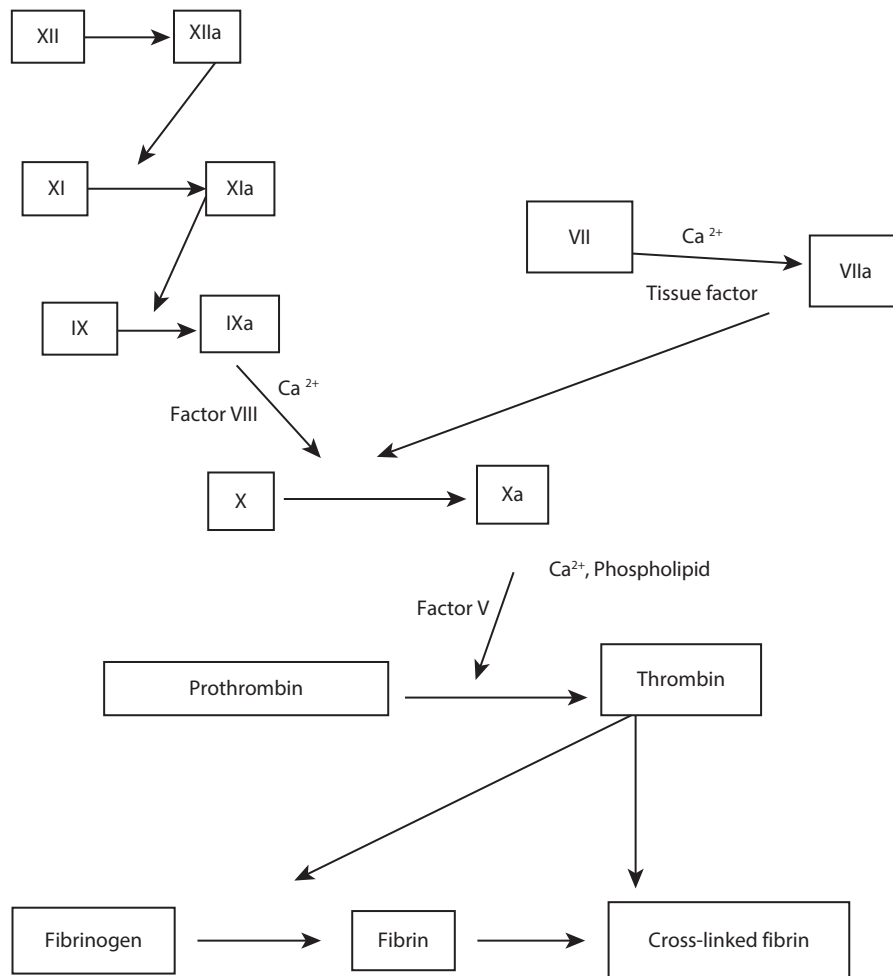 XII
XIIa
XI
XIa
VII
Ca 2+
VIIa
Tissue factor
IX
IXa
Ca 2+
Factor VIII
X
Xa
Ca2+, Phospholipid
Factor V
Prothrombin
Thrombin
Fibrinogen
Fibrin
Cross-linked fibrin